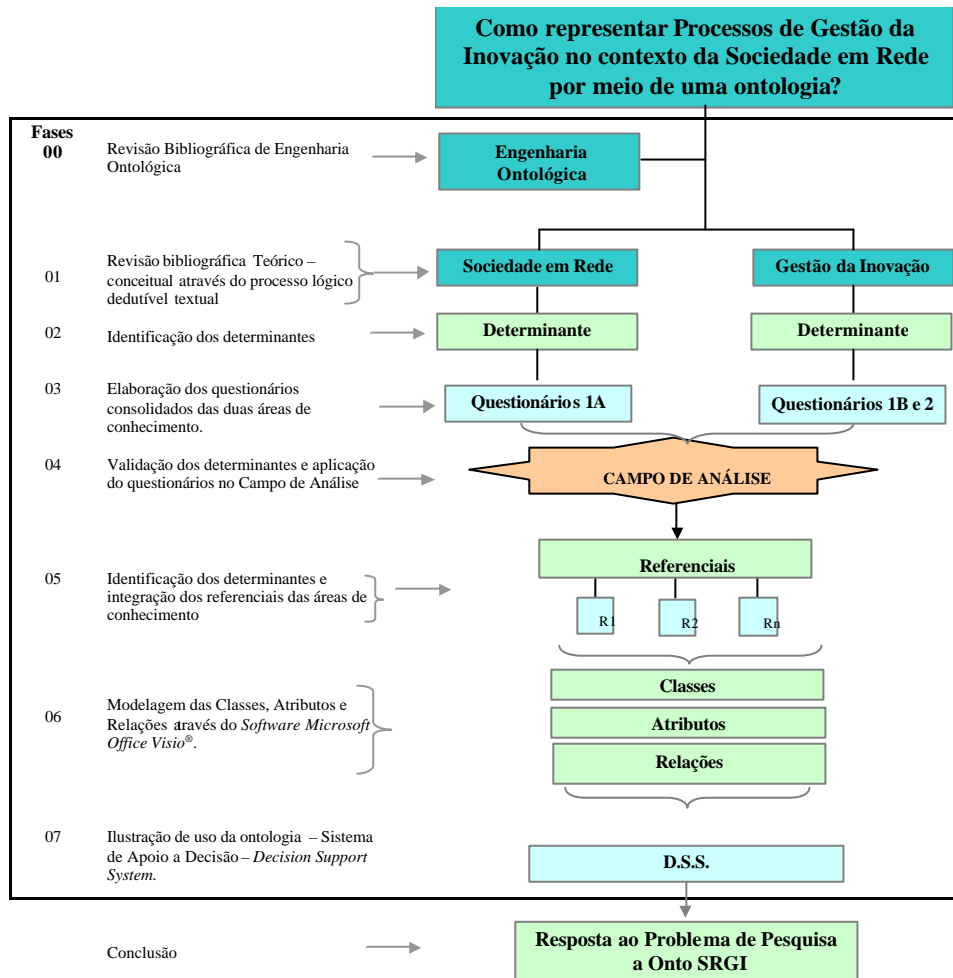 Como representar Processos de Gestão da
Inovação no contexto da Sociedade em Rede
por meio de uma ontologia?
Fases
00
Revisão Bibliográfica de Engenharia
Ontológica
Engenharia
Ontológica
01
Revisão bibliográfica Teórico –
conceitual através do processo lógico
dedutível textual
Sociedade em Rede
Gestão da Inovação
02
Identificação dos determinantes
Determinante
Determinante
03
Elaboração dos questionários
consolidados das duas áreas de
conhecimento.
Questionários 1A
Questionários 1B e 2
04
Validação dos determinantes e aplicação
do questionários no Campo de Análise
CAMPO DE ANÁLISE
05
Identificação dos determinantes e
integração dos referenciais das áreas de
conhecimento
Referenciais
R1
R2
Rn
06
Modelagem das Classes, Atributos e
Relações através do Software Microsoft
Office Visio®.
Classes
Atributos
Relações
07
Ilustração de uso da ontologia – Sistema
de Apoio a Decisão – Decision Support
System.
D.S.S.
Conclusão
Resposta ao Problema de Pesquisa
a Onto SRGI